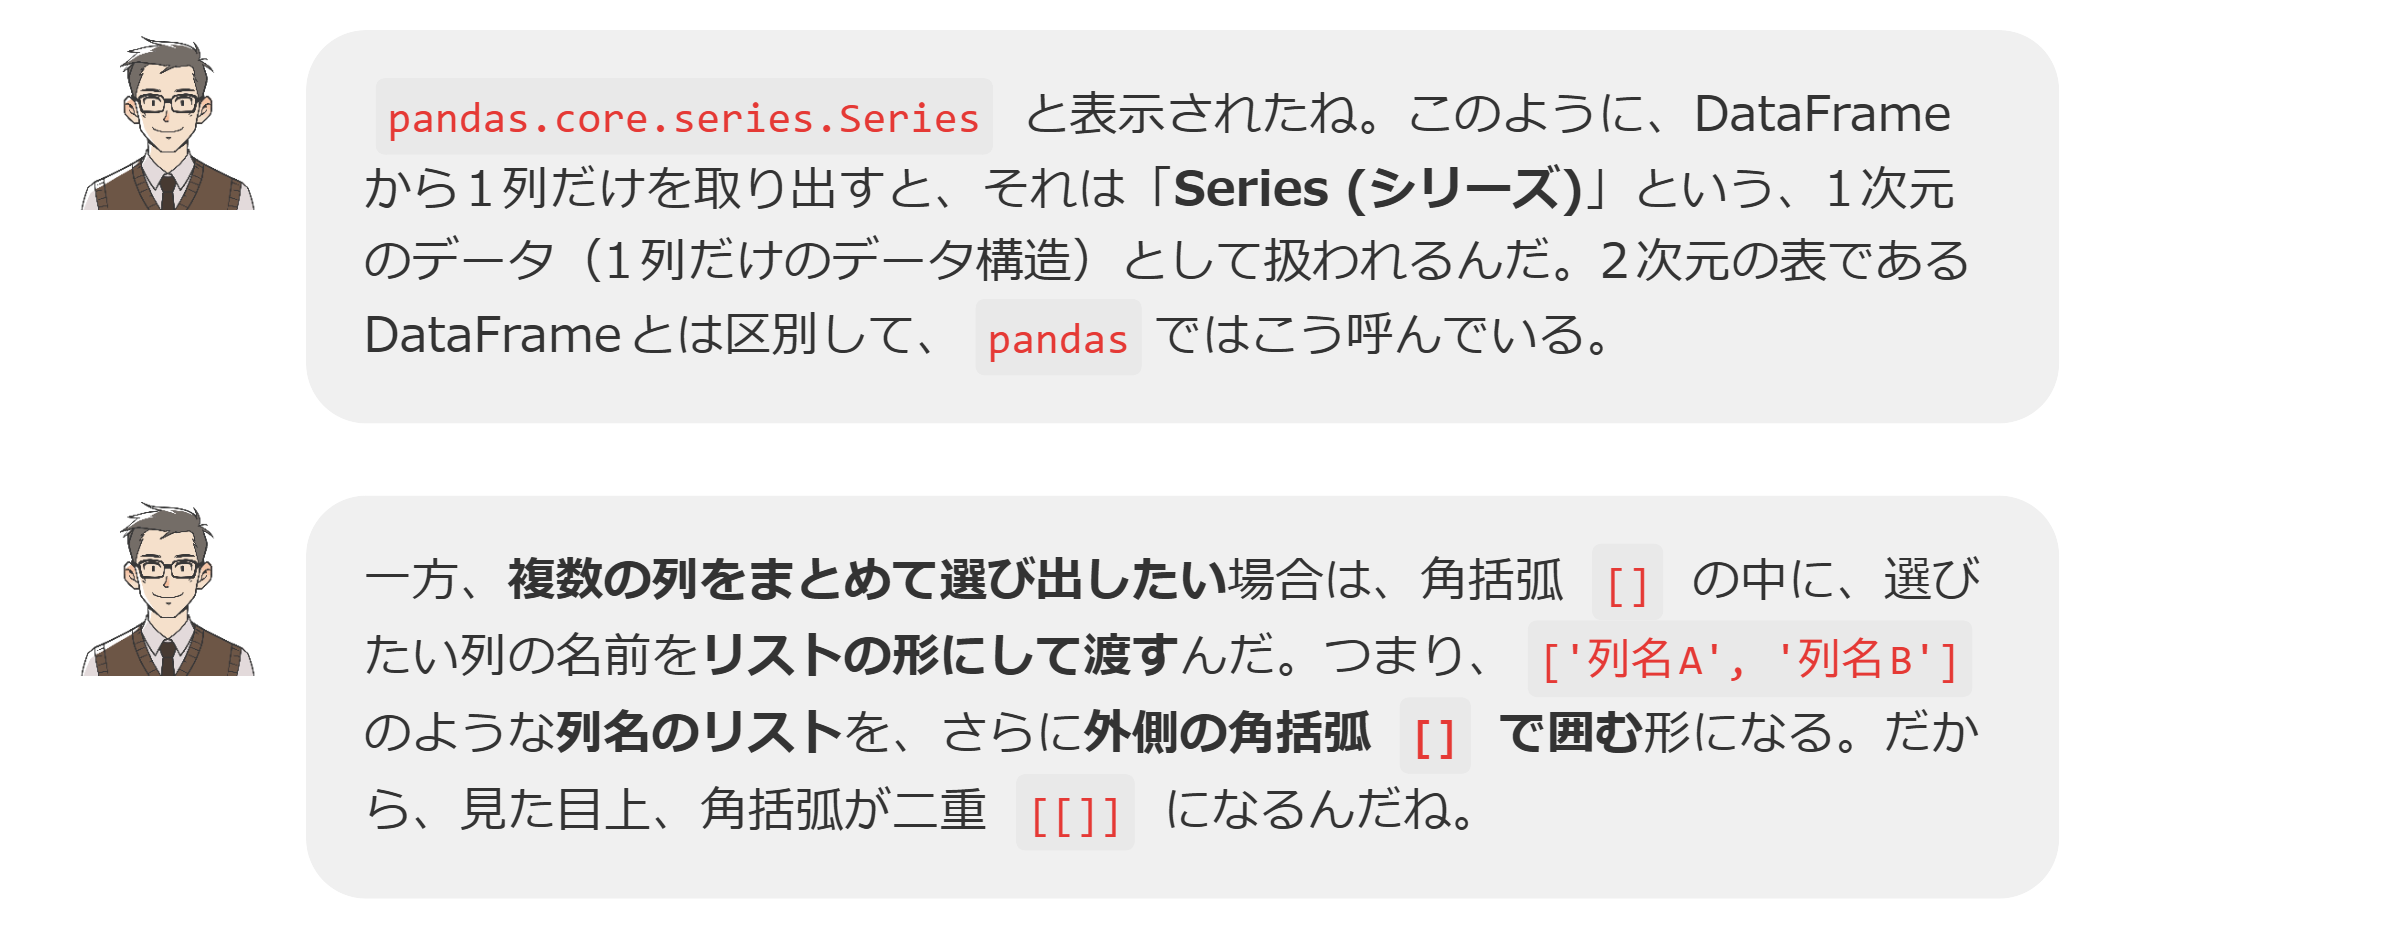 pandas.core.series.Series と表示されたね。このように、DataFrame
から1列だけを取り出すと、それは「Series (シリーズ)」という、1次元
のデータ（1列だけのデータ構造）として扱われるんだ。2次元の表である
DataFrameとは区別して、 pandas ではこう呼んでいる。
一方、複数の列をまとめて選び出したい場合は、角括弧 [] の中に、選び
たい列の名前をリストの形にして渡すんだ。つまり、 ['列名A', '列名B']
のような列名のリストを、さらに外側の角括弧 [] で囲む形になる。だか
ら、見た目上、角括弧が二重 [[]] になるんだね。